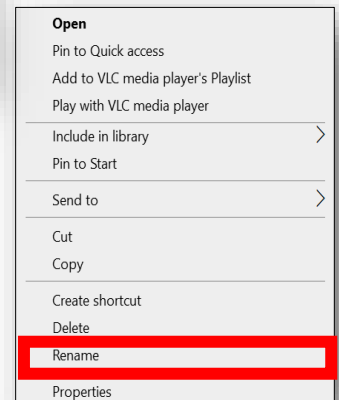 Open
Pin to Quick access
Add to VLC media player's Playlist
Play with VLC media player
Include in library
Pin to Start
Send to
Cut
Copy
Create shortcut
Delete
Rename
Properties